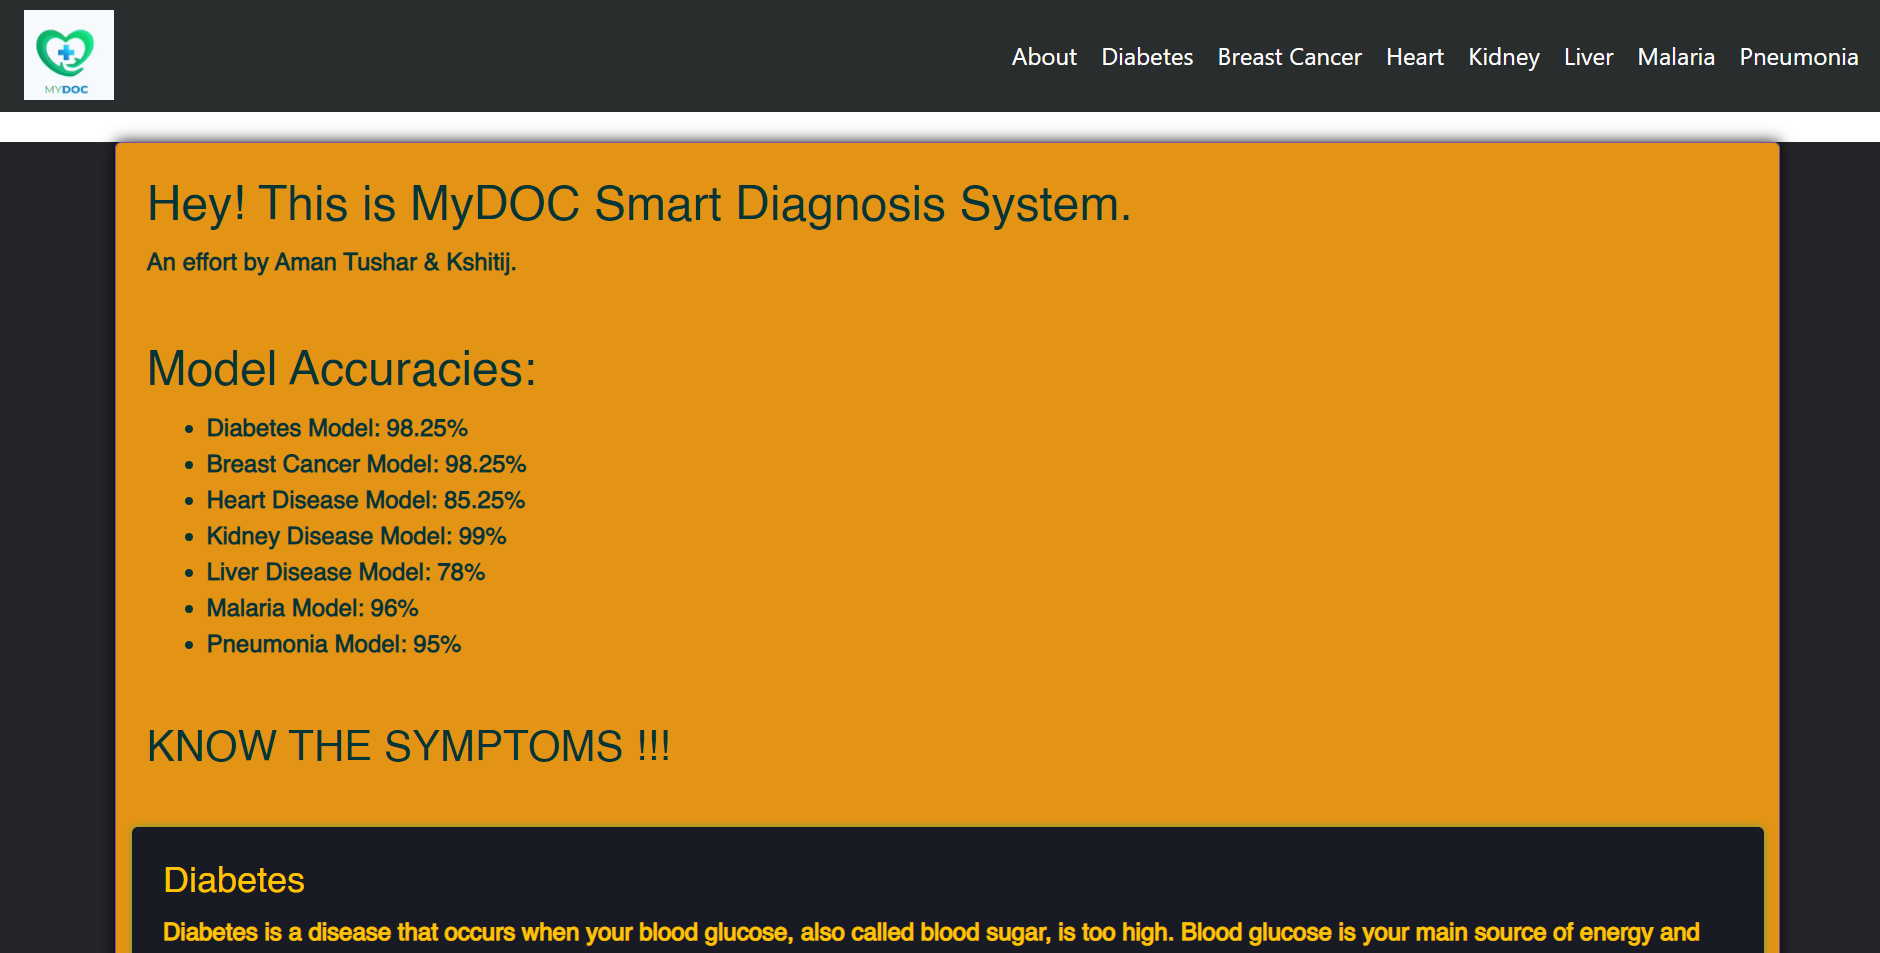 MYDOC
About Diabetes Breast Cancer Heart Kidney Liver Malaria Pneumonia
Hey! This is MyDOC Smart Diagnosis System.
An effort by Aman Tushar & Kshitij.
Model Accuracies:
• Diabetes Model: 98.25%
• Breast Cancer Model: 98.25%
• Heart Disease Model: 85.25%
• Kidney Disease Model: 99%
• Liver Disease Model: 78%
• Malaria Model: 96%
• Pneumonia Model: 95%
KNOW THE SYMPTOMS !!!
Diabetes
Diabetes is a disease that occurs when your blood glucose, also called blood sugar, is too high. Blood glucose is your main source of energy and